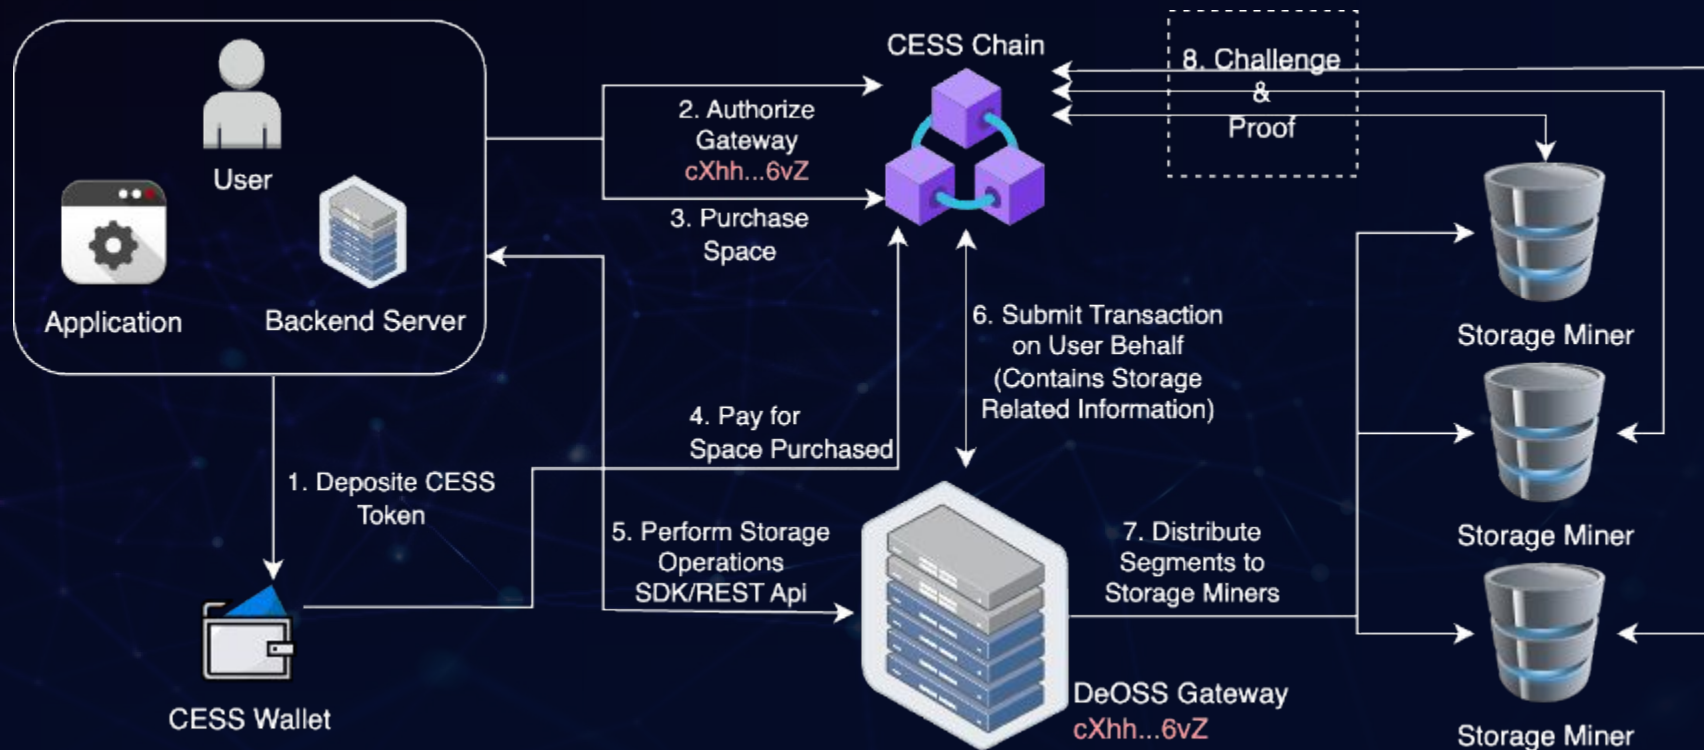 User
Application
Backend Server
1. Deposite CESS
Token
CESS Wallet
2. Authorize
Gateway
cXhh...6vZ
3. Purchase
Space
CESS Chain
4. Pay for
Space Purchased
5. Perform Storage
Operations
SDK/REST Api
6. Submit Transaction
on User Behalf
(Contains Storage
Related Information)
DeOSS Gateway
cXhh...6vZ
7. Distribute
Segments to
Storage Miners
8. Challenge
&
Proof
Storage Miner
Storage Miner
Storage Miner